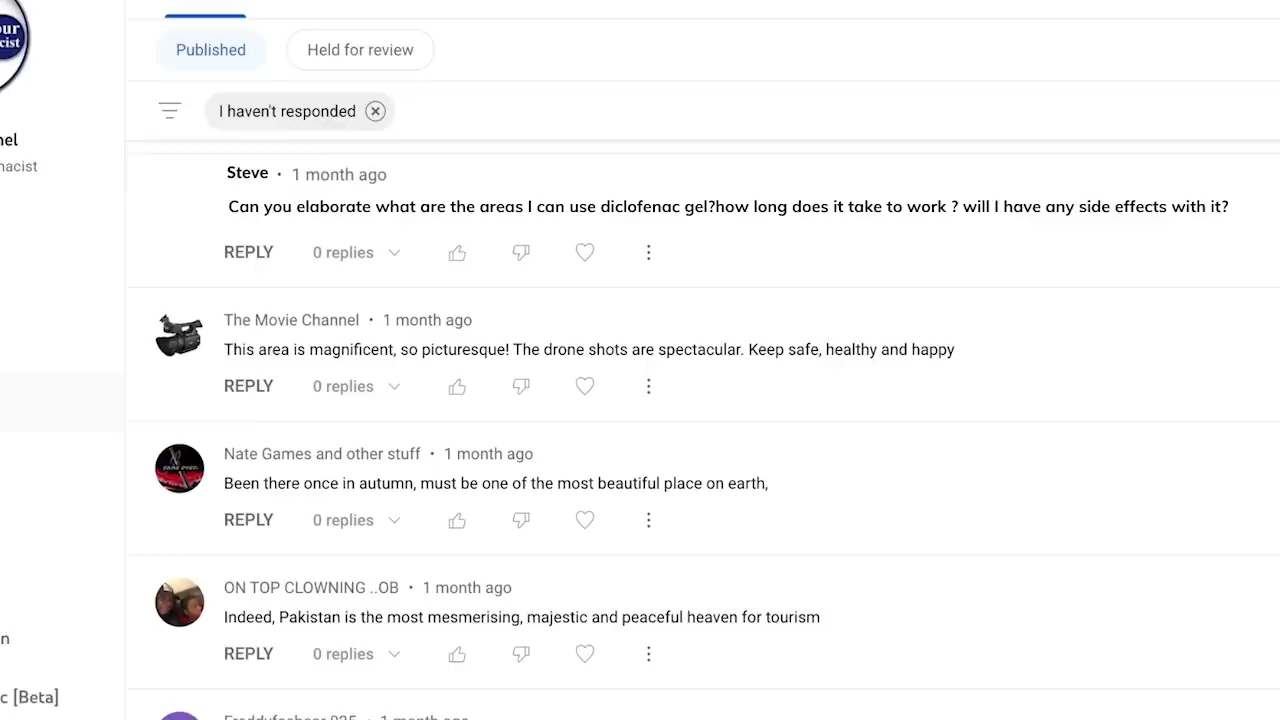 our
cist
Published
Held for review
I haven't responded
nel
nacist
Steve • 1 month ago
Can you elaborate what are the areas I can use diclofenac gel?how long does it take to work ? will I have any side effects with it?
REPLY 0 replies
The Movie Channel • 1 month ago
This area is magnificent, so picturesque! The drone shots are spectacular. Keep safe, healthy and happy
REPLY 0 replies
Nate Games and other stuff • 1 month ago
Been there once in autumn, must be one of the most beautiful place on earth,
REPLY 0 replies
ON TOP CLOWNING ..OB • 1 month ago
Indeed, Pakistan is the most mesmerising, majestic and peaceful heaven for tourism
REPLY 0 replies
n
c [Beta]
1 month ago